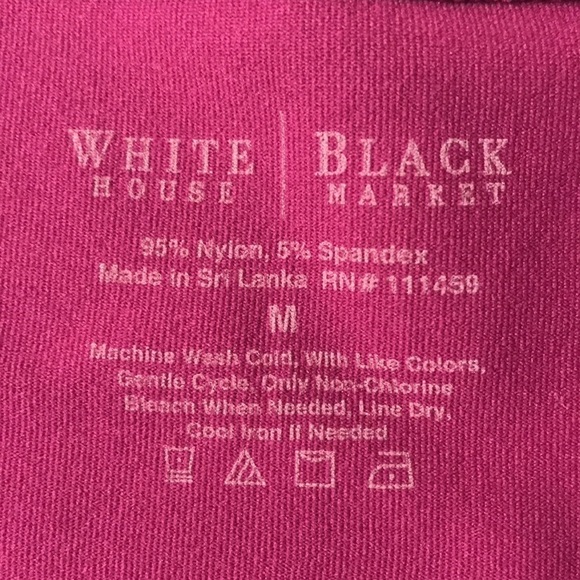 WHITE | BLACK
HOUSE | MARKET
95% Nylon, 5% Spandex
Made in Sri Lanka RN# 111459
M
Machine Wash Cold, With Like Colors,
Gentle Cycle. Only Non-Chlorine
Bleach When Needed, Line Dry,
Cool Iron If Needed